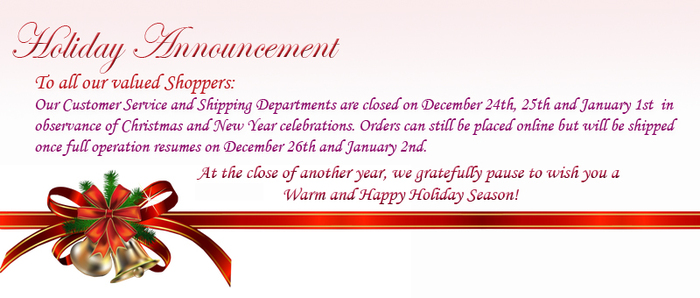 Holiday Announcement
To all our valued Shoppers:
Our Customer Service and Shipping Departments are closed on December 24th, 25th and January 1st in
observance of Christmas and New Year celebrations. Orders can still be placed online but will be shipped
once full operation resumes on December 26th and January 2nd.
At the close of another year, we gratefully pause to wish you a
Warm and Happy Holiday Season!